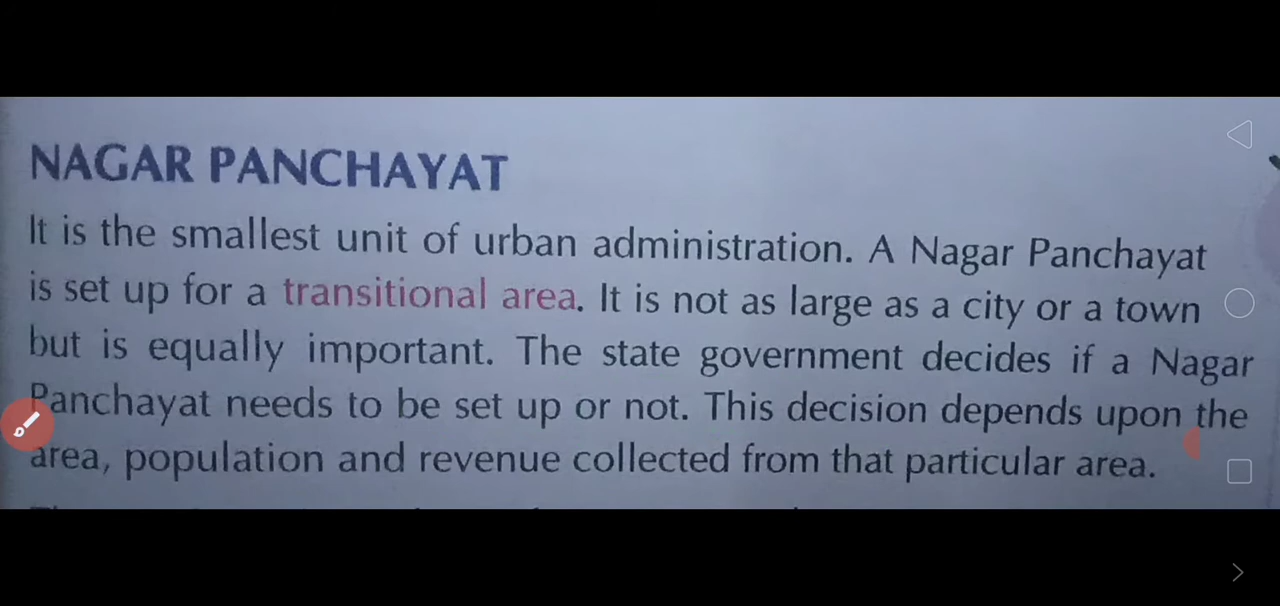 NAGAR PANCHAYAT
It is the smallest unit of urban administration. A Nagar Panchayat
is set up for a transitional area. It is not as large as a city or a town
but is equally important. The state government decides if a Nagar
Panchayat needs to be set up or not. This decision depends upon the
area, population and revenue collected from that particular area.